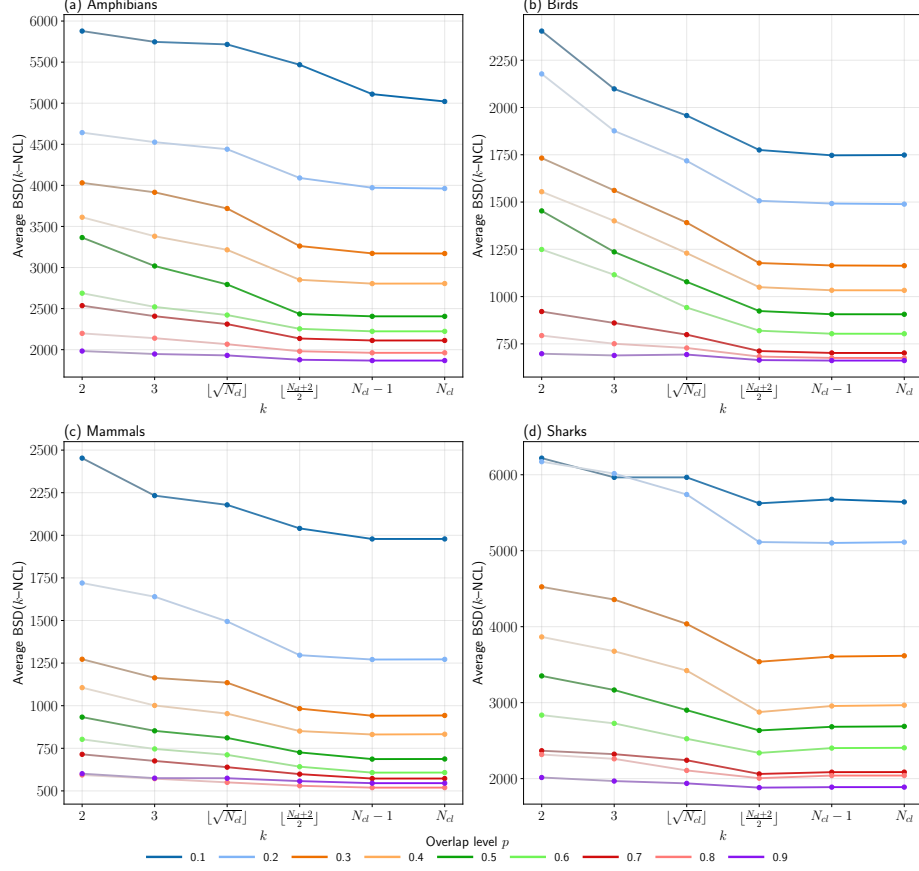 (a) Amphibians
6000
5500
5000
4500
4000
3500
3000
2500
2000
Average BSD(k–NCL)
2 3 ⌊√N_cl⌋ ⌊(N_cl+2)/2⌋ N_cl − 1 N_cl
k
(b) Birds
2250
2000
1750
1500
1250
1000
750
Average BSD(k–NCL)
2 3 ⌊√N_cl⌋ ⌊(N_cl+2)/2⌋ N_cl − 1 N_cl
k
(c) Mammals
2500
2250
2000
1750
1500
1250
1000
750
500
Average BSD(k–NCL)
2 3 ⌊√N_cl⌋ ⌊(N_cl+2)/2⌋ N_cl − 1 N_cl
k
(d) Sharks
6000
5000
4000
3000
2000
Average BSD(k–NCL)
2 3 ⌊√N_cl⌋ ⌊(N_cl+2)/2⌋ N_cl − 1 N_cl
k
Overlap level p
0.1 0.2 0.3 0.4 0.5 0.6 0.7 0.8 0.9